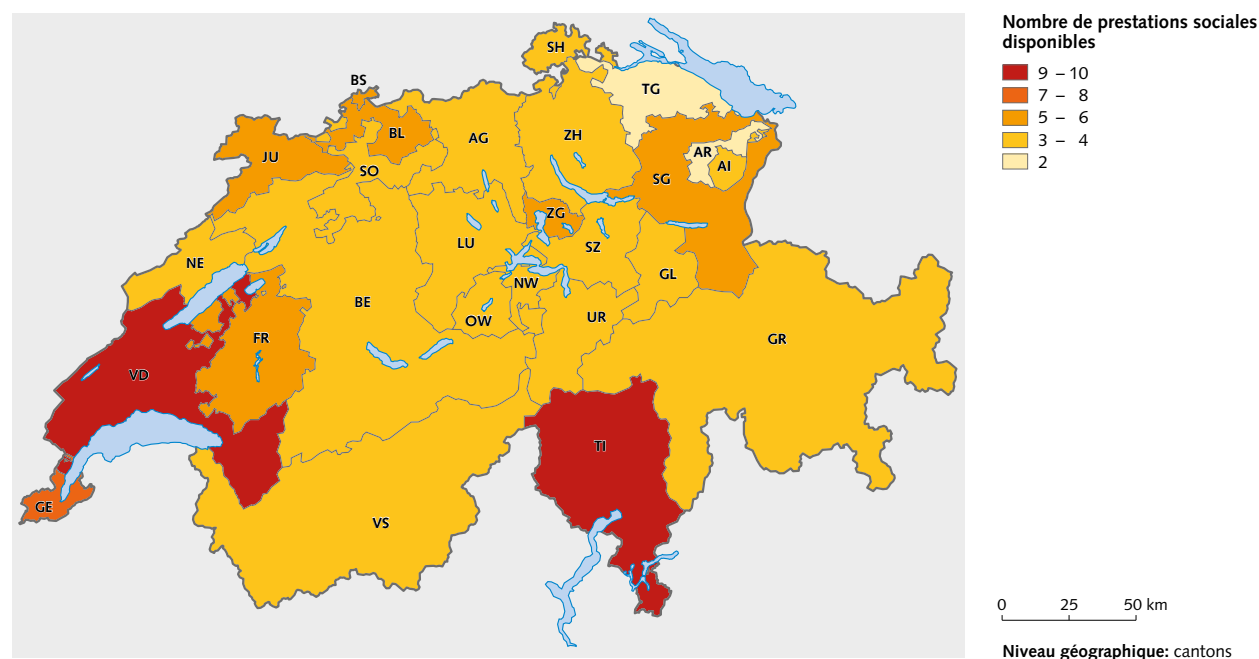 Nombre de prestations sociales
disponibles
9 – 10
7 – 8
5 – 6
3 – 4
2
SH
BS
TG
BL
AG
ZH
JU
AR
AI
SO
SG
ZG
LU
SZ
NE
GL
NW
BE
OW
UR
FR
GR
VD
TI
GE
VS
0 25 50 km
Niveau géographique: cantons